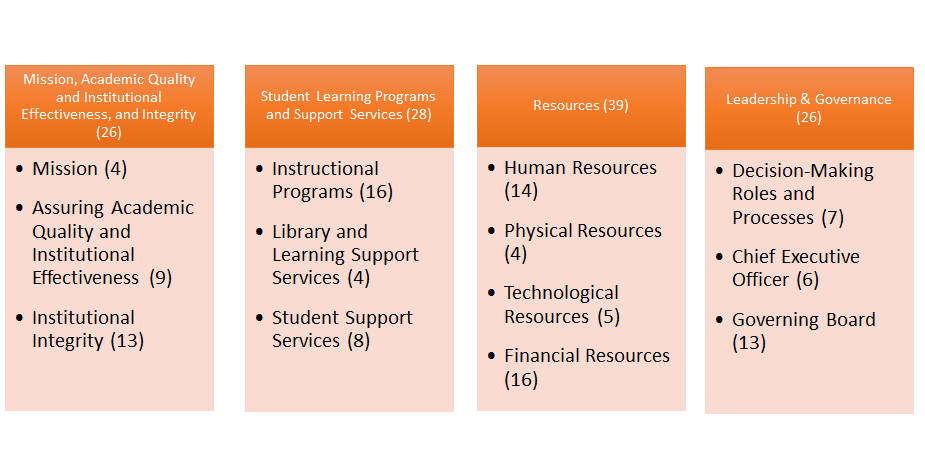 Mission, Academic Quality
and Institutional
Effectiveness, and Integrity
(26)
• Mission (4)
• Assuring Academic
Quality and
Institutional
Effectiveness (9)
• Institutional
Integrity (13)
Student Learning Programs
and Support Services (28)
• Instructional
Programs (16)
• Library and
Learning Support
Services (4)
• Student Support
Services (8)
Resources (39)
• Human Resources
(14)
• Physical Resources
(4)
• Technological
Resources (5)
• Financial Resources
(16)
Leadership & Governance
(26)
• Decision-Making
Roles and
Processes (7)
• Chief Executive
Officer (6)
• Governing Board
(13)